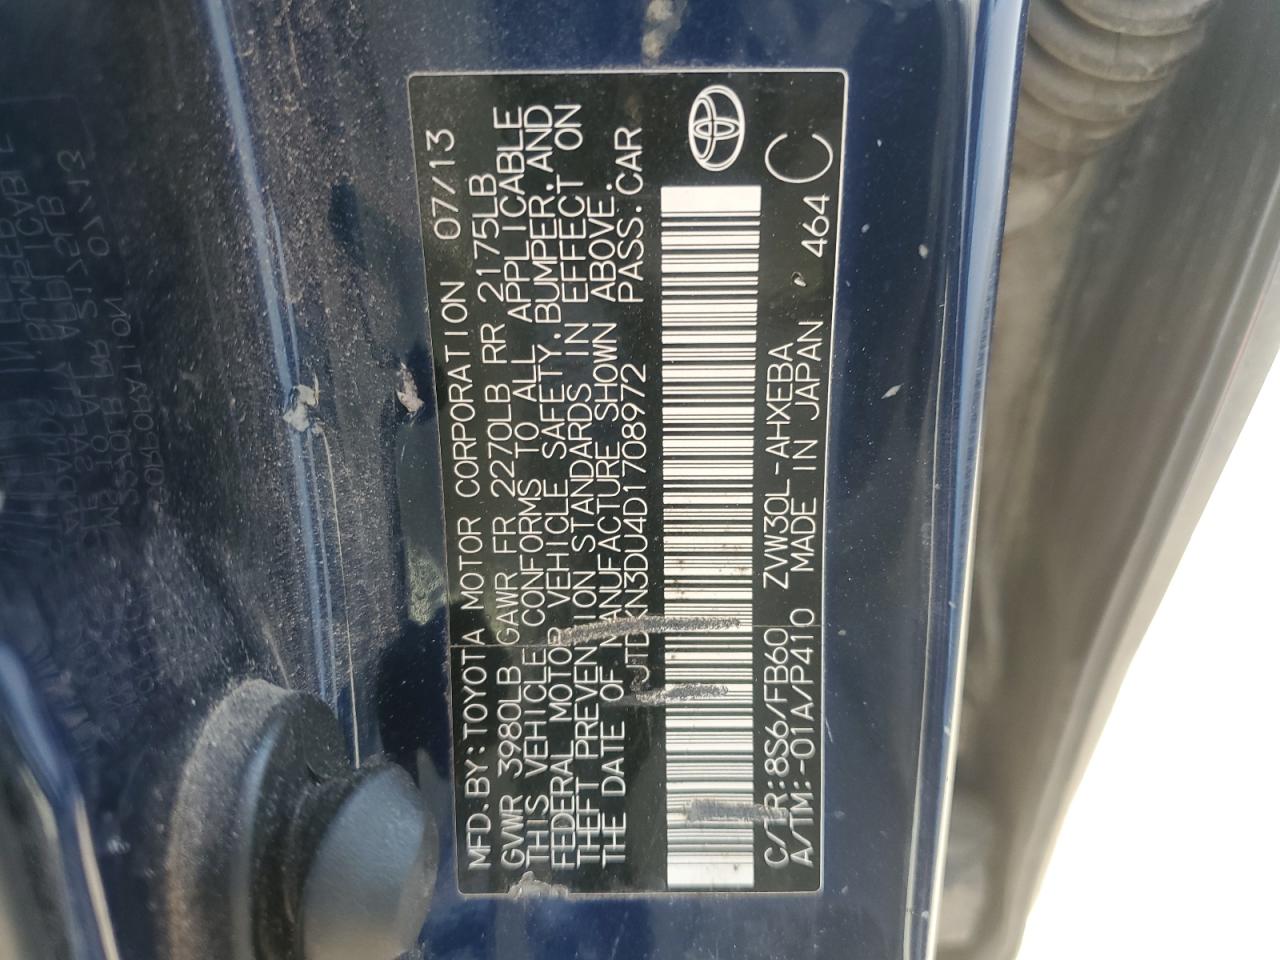 MFD.BY:TOYOTA MOTOR CORPORATION 07/13
GVWR 3980LB GAWR FR 2270LB RR 2175LB
THIS VEHICLE CONFORMS TO ALL APPLICABLE
FEDERAL MOTOR VEHICLE SAFETY, BUMPER, AND
THEFT PREVENTION STANDARDS IN EFFECT ON
THE DATE OF MANUFACTURE SHOWN ABOVE.
JTDKN3DU4D1708972 PASS.CAR
C/TR:8S6/FB60 ZVW30L-AHXEBA
A/TM:-01A/P410 MADE IN JAPAN 464 C